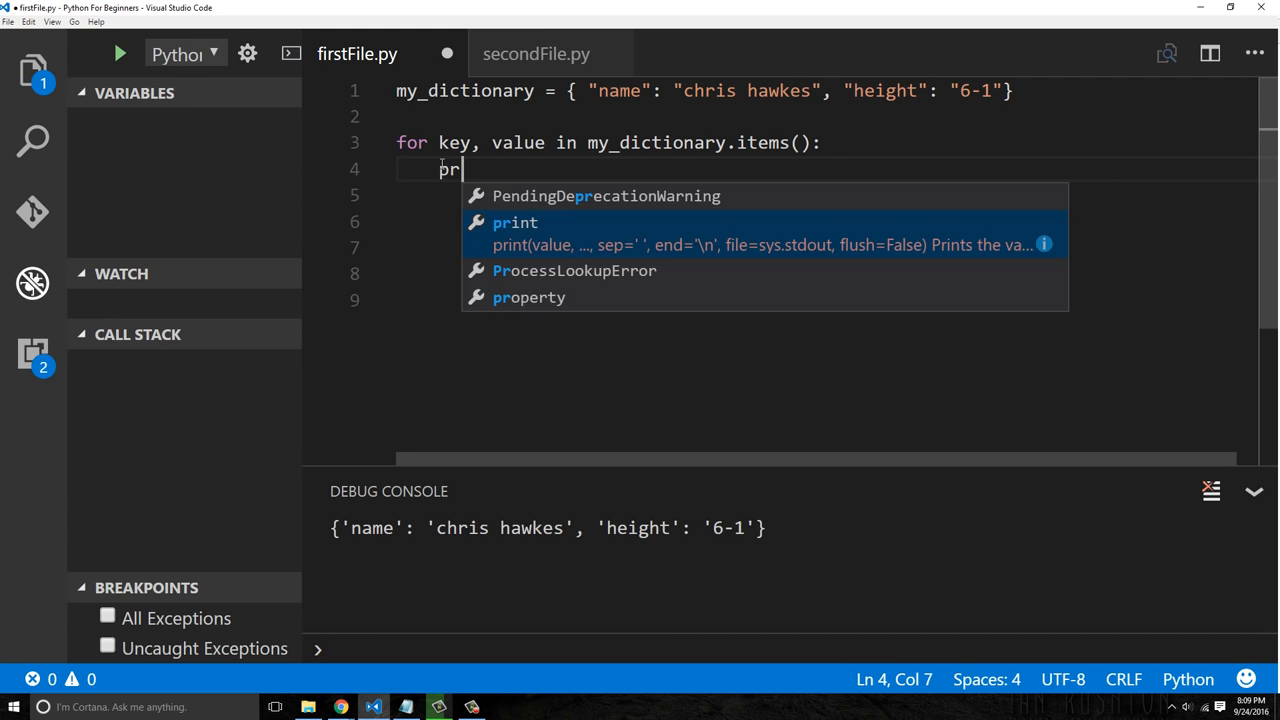 • firstFile.py - Python For Beginners - Visual Studio Code
File Edit View Go Help
1
2
Pythor
firstFile.py
secondFile.py
VARIABLES
WATCH
CALL STACK
BREAKPOINTS
All Exceptions
Uncaught Exceptions
1 my_dictionary = { "name": "chris hawkes", "height": "6-1"}
2
3 for key, value in my_dictionary.items():
4 pr
5
6
7
8
9
PendingDeprecationWarning
print
print(value, ..., sep=' ', end='\n', file=sys.stdout, flush=False) Prints the va...
ProcessLookupError
property
DEBUG CONSOLE
{'name': 'chris hawkes', 'height': '6-1'}
0 0
Ln 4, Col 7 Spaces: 4 UTF-8 CRLF Python
I'm Cortana. Ask me anything.
8:09 PM
9/24/2016